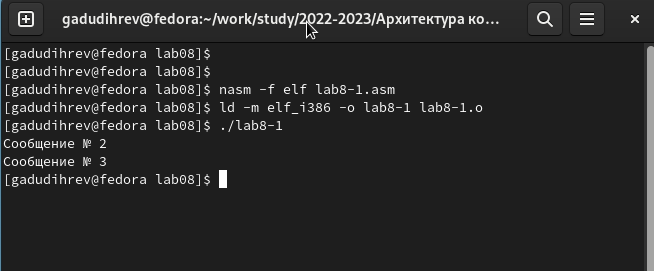 gadudihrev@fedora:~/work/study/2022-2023/Архитектура ко...
[gadudihrev@fedora lab08]$
[gadudihrev@fedora lab08]$
[gadudihrev@fedora lab08]$ nasm -f elf lab8-1.asm
[gadudihrev@fedora lab08]$ ld -m elf_i386 -o lab8-1 lab8-1.o
[gadudihrev@fedora lab08]$ ./lab8-1
Сообщение № 2
Сообщение № 3
[gadudihrev@fedora lab08]$